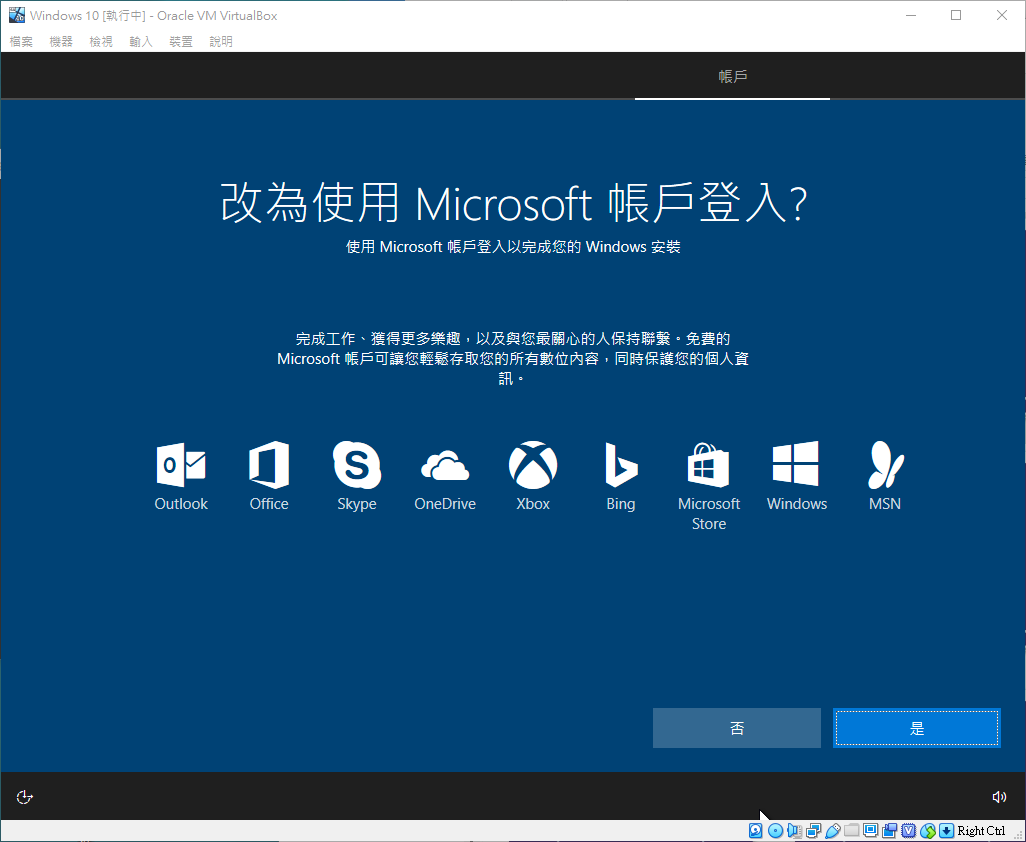 Windows 10 [執行中] - Oracle VM VirtualBox
檔案 機器 檢視 輸入 裝置 說明
帳戶
改為使用 Microsoft 帳戶登入?
使用 Microsoft 帳戶登入以完成您的 Windows 安裝
完成工作、獲得更多樂趣，以及與您最關心的人保持聯繫。免費的
Microsoft 帳戶可讓您輕鬆存取您的所有數位內容，同時保護您的個人資
訊。
Outlook Office Skype OneDrive Xbox Bing Microsoft Windows MSN
Store
否 是
Right Ctrl